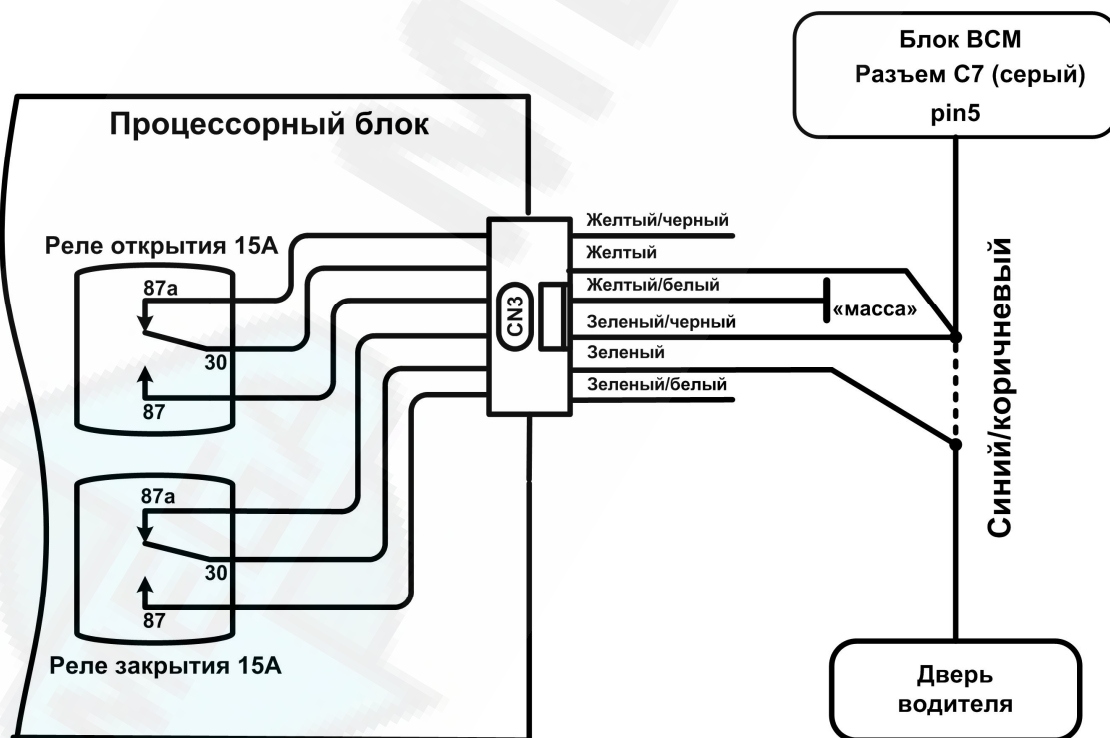 Блок BCM
Разъем C7 (серый)
pin5
Процессорный блок
Реле открытия 15А
87а
30
87
CN3
Желтый/черный
Желтый
Желтый/белый
«масса»
Зеленый/черный
Зеленый
Зеленый/белый
Синий/коричневый
87а
30
87
Реле закрытия 15А
Дверь
водителя